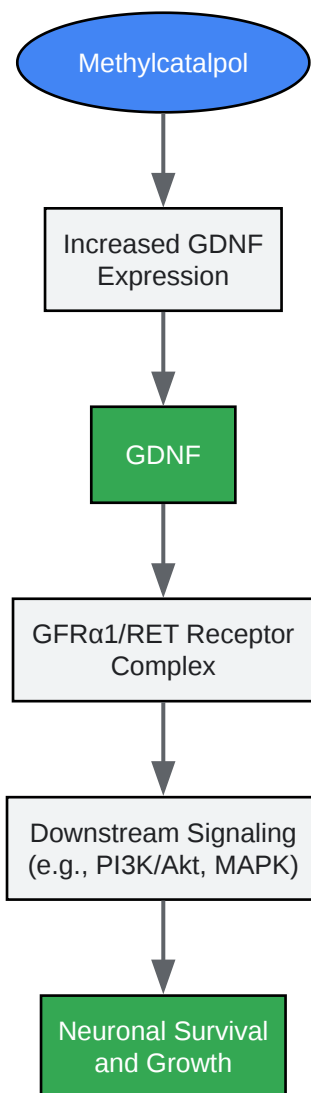 Methylcatalpol
Increased GDNF
Expression
GDNF
GFRα1/RET Receptor
Complex
Downstream Signaling
(e.g., PI3K/Akt, MAPK)
Neuronal Survival
and Growth